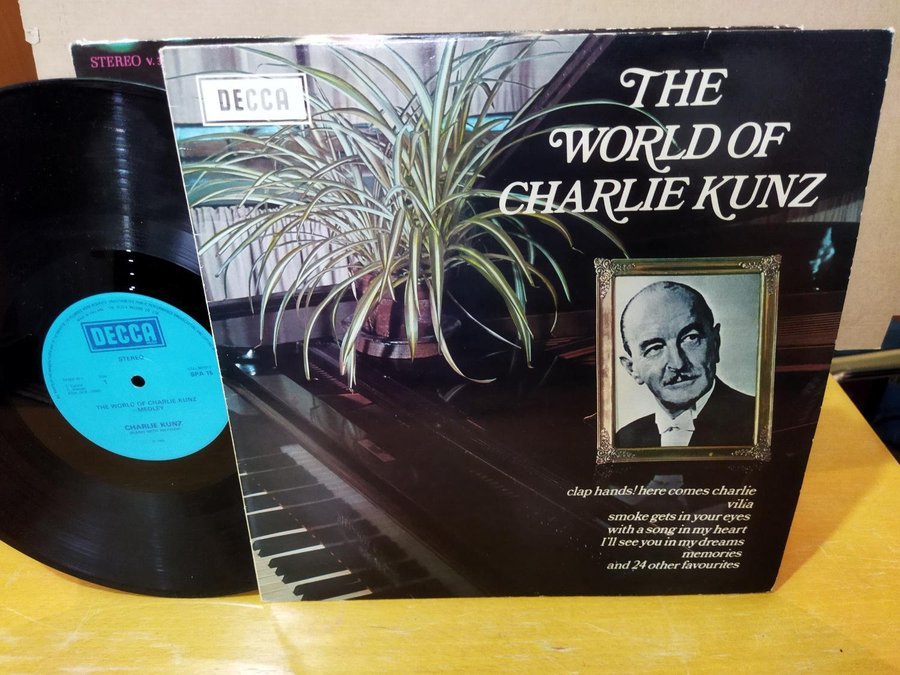 STEREO
DECCA
THE
WORLD OF
CHARLIE KUNZ
clap hands! here comes charlie
vilia
smoke gets in your eyes
with a song in my heart
I'll see you in my dreams
memories
and 24 other favourites
DECCA
STEREO
THE WORLD OF CHARLIE KUNZ
MEDLEY
CHARLIE KUNZ